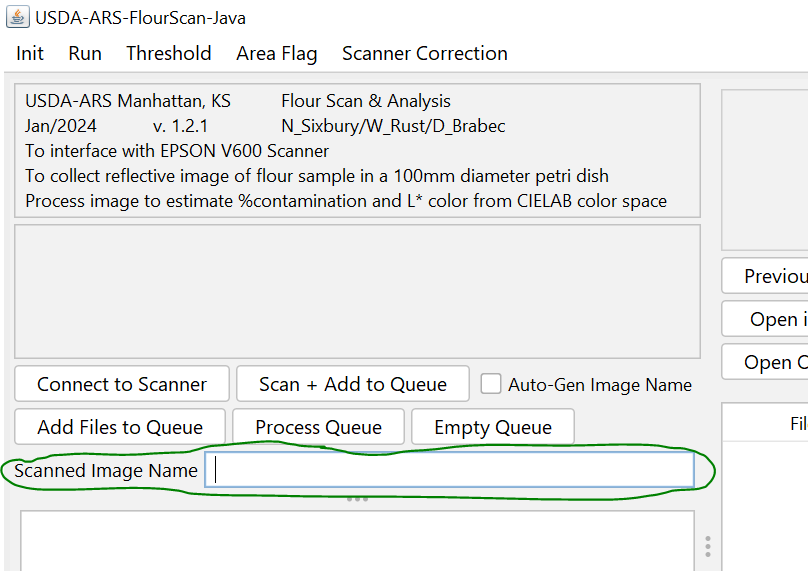 USDA-ARS-FlourScan-Java
Init Run Threshold Area Flag Scanner Correction
USDA-ARS Manhattan, KS Flour Scan & Analysis
Jan/2024 v. 1.2.1 N_Sixbury/W_Rust/D_Brabec
To interface with EPSON V600 Scanner
To collect reflective image of flour sample in a 100mm diameter petri dish
Process image to estimate %contamination and L* color from CIELAB color space
Previou
Open i
Connect to Scanner Scan + Add to Queue Auto-Gen Image Name Open C
Add Files to Queue Process Queue Empty Queue Fil
Scanned Image Name